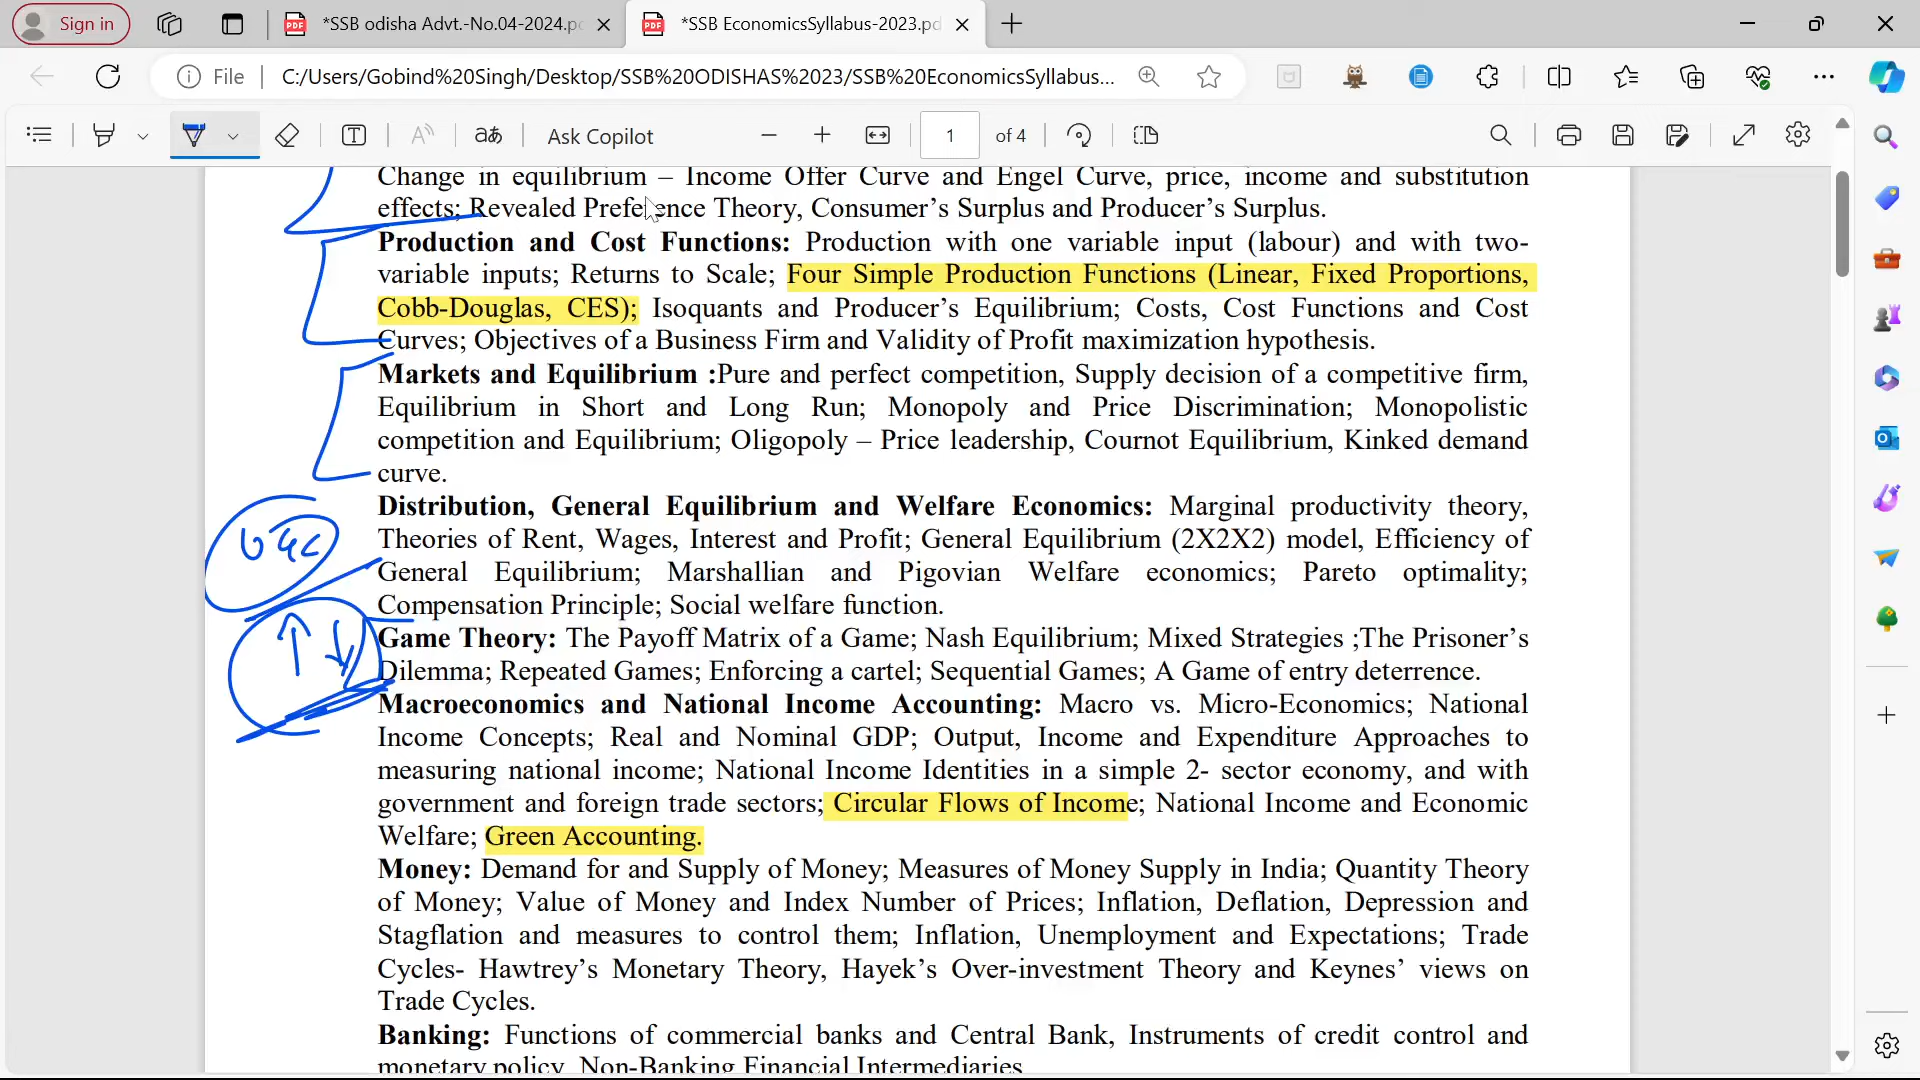 Sign in
*SSB odisha Advt.-No.04-2024.p
*SSB EconomicsSyllabus-2023.pd
File
C:/Users/Gobind%20Singh/Desktop/SSB%20ODISHAS%2023/SSB%20EconomicsSyllabus...
Ask Copilot
1 of 4
Change in equilibrium – Income Offer Curve and Engel Curve, price, income and substitution
effects; Revealed Preference Theory, Consumer's Surplus and Producer's Surplus.
Production and Cost Functions: Production with one variable input (labour) and with two-
variable inputs; Returns to Scale; Four Simple Production Functions (Linear, Fixed Proportions,
Cobb-Douglas, CES); Isoquants and Producer's Equilibrium; Costs, Cost Functions and Cost
Curves; Objectives of a Business Firm and Validity of Profit maximization hypothesis.
Markets and Equilibrium :Pure and perfect competition, Supply decision of a competitive firm,
Equilibrium in Short and Long Run; Monopoly and Price Discrimination; Monopolistic
competition and Equilibrium; Oligopoly – Price leadership, Cournot Equilibrium, Kinked demand
curve.
Distribution, General Equilibrium and Welfare Economics: Marginal productivity theory,
Theories of Rent, Wages, Interest and Profit; General Equilibrium (2X2X2) model, Efficiency of
General Equilibrium; Marshallian and Pigovian Welfare economics; Pareto optimality;
Compensation Principle; Social welfare function.
Game Theory: The Payoff Matrix of a Game; Nash Equilibrium; Mixed Strategies ;The Prisoner's
Dilemma; Repeated Games; Enforcing a cartel; Sequential Games; A Game of entry deterrence.
Macroeconomics and National Income Accounting: Macro vs. Micro-Economics; National
Income Concepts; Real and Nominal GDP; Output, Income and Expenditure Approaches to
measuring national income; National Income Identities in a simple 2- sector economy, and with
government and foreign trade sectors; Circular Flows of Income; National Income and Economic
Welfare; Green Accounting.
Money: Demand for and Supply of Money; Measures of Money Supply in India; Quantity Theory
of Money; Value of Money and Index Number of Prices; Inflation, Deflation, Depression and
Stagflation and measures to control them; Inflation, Unemployment and Expectations; Trade
Cycles- Hawtrey's Monetary Theory, Hayek's Over-investment Theory and Keynes' views on
Trade Cycles.
Banking: Functions of commercial banks and Central Bank, Instruments of credit control and
monetary policy, Non-Banking Financial Intermediaries